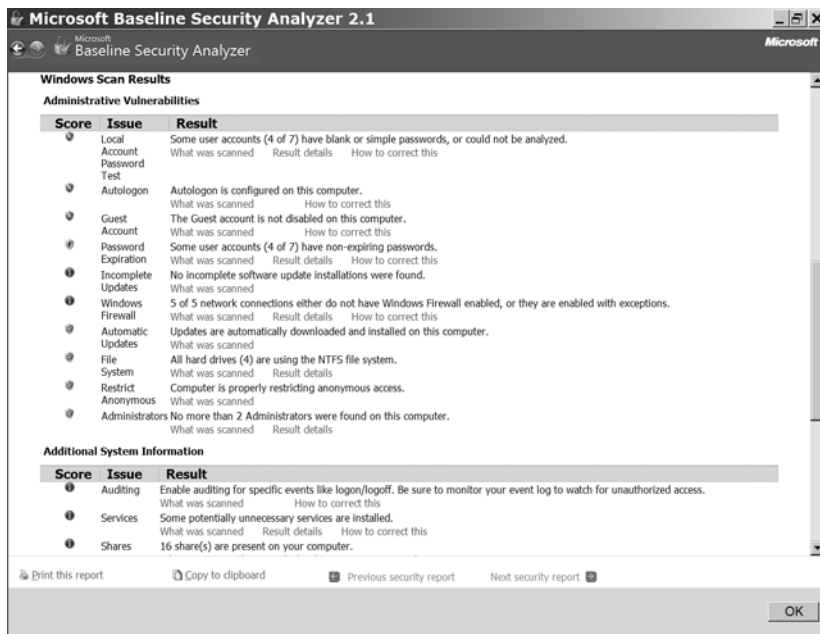 Microsoft Baseline Security Analyzer 2.1
Microsoft
Baseline Security Analyzer
Microsoft
Windows Scan Results
Administrative Vulnerabilities
Score Issue Result
Local Account Password Test Some user accounts (4 of 7) have blank or simple passwords, or could not be analyzed.
What was scanned Result details How to correct this
Autologon Autologon is configured on this computer.
What was scanned How to correct this
Guest Account The Guest account is not disabled on this computer.
What was scanned How to correct this
Password Expiration Some user accounts (4 of 7) have non-expiring passwords.
What was scanned Result details How to correct this
Incomplete Updates No incomplete software update installations were found.
What was scanned
Windows Firewall 5 of 5 network connections either do not have Windows Firewall enabled, or they are enabled with exceptions.
What was scanned Result details How to correct this
Automatic Updates Updates are automatically downloaded and installed on this computer.
What was scanned
File System All hard drives (4) are using the NTFS file system.
What was scanned Result details
Restrict Anonymous Computer is properly restricting anonymous access.
What was scanned
Administrators No more than 2 Administrators were found on this computer.
What was scanned Result details
Additional System Information
Score Issue Result
Auditing Enable auditing for specific events like logon/logoff. Be sure to monitor your event log to watch for unauthorized access.
What was scanned How to correct this
Services Some potentially unnecessary services are installed.
What was scanned Result details How to correct this
Shares 16 share(s) are present on your computer.
Print this report Copy to clipboard Previous security report Next security report
OK